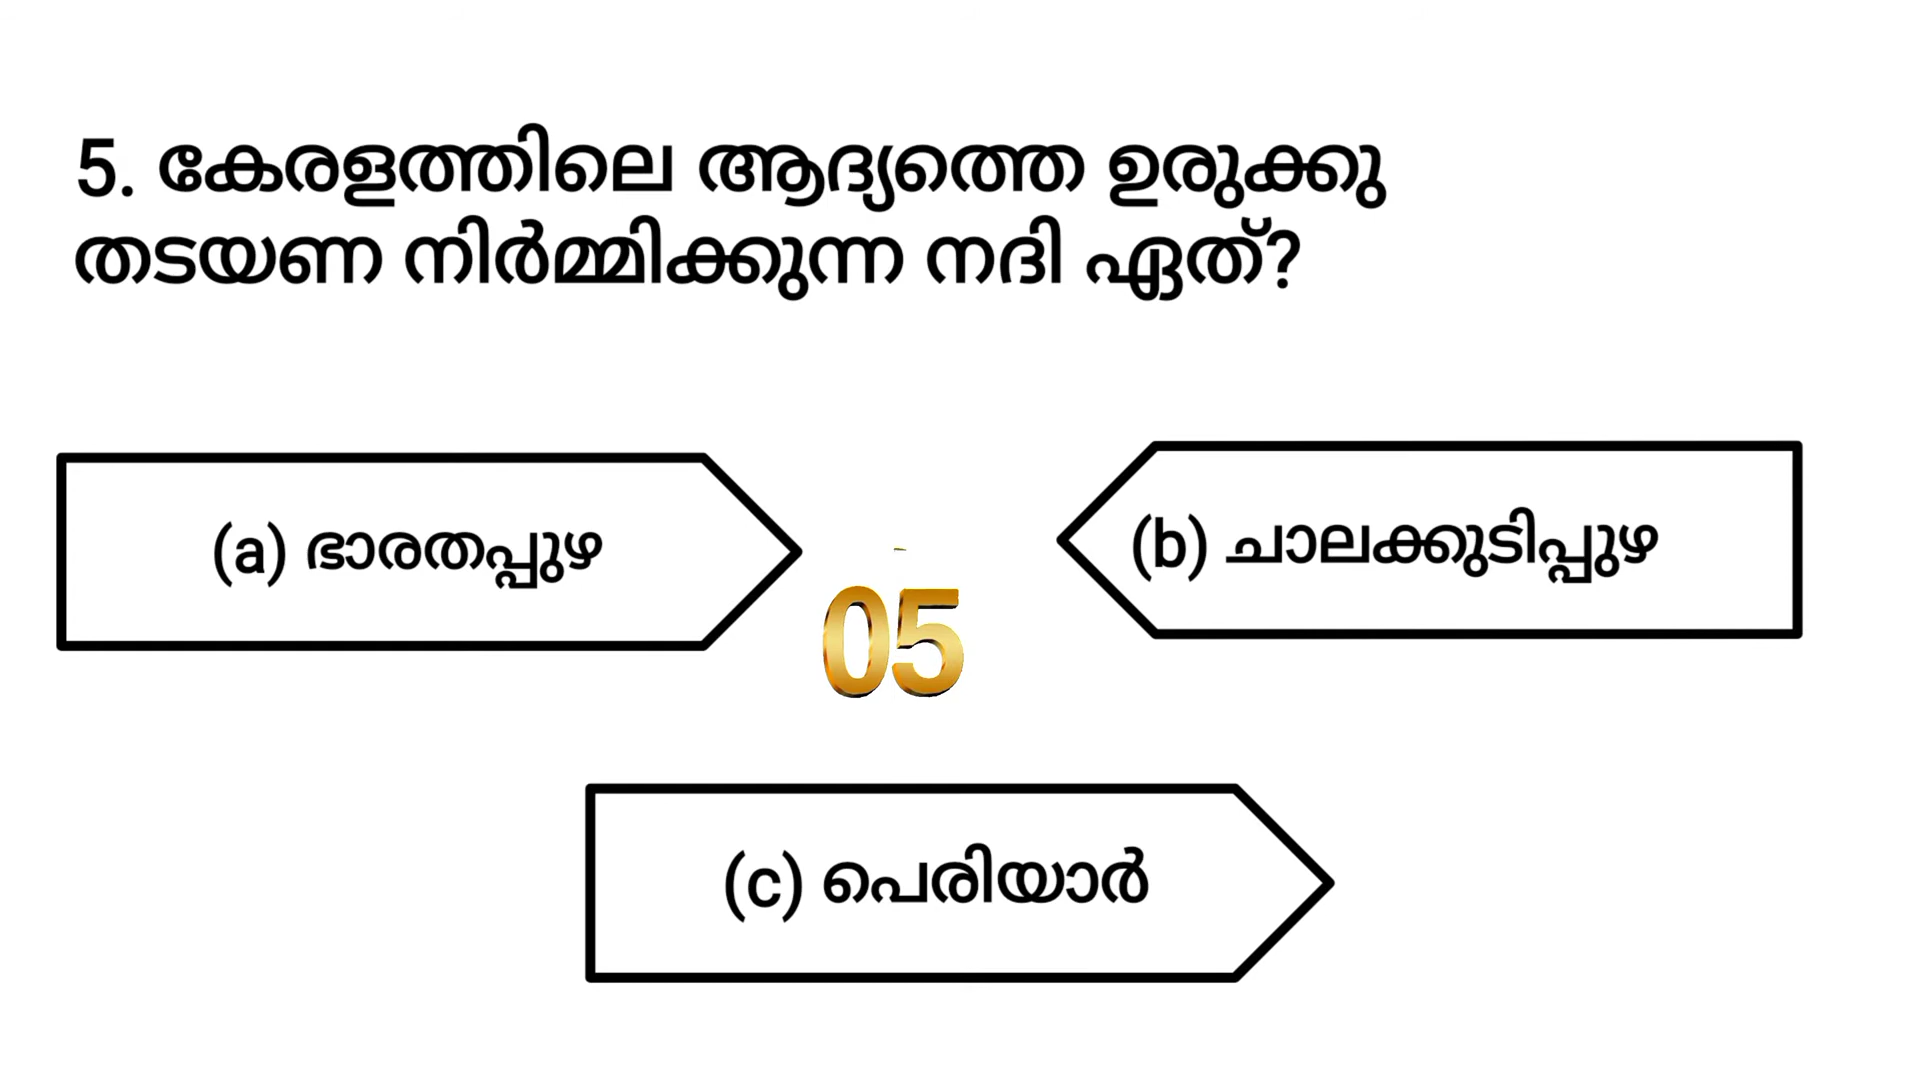 5. കേരളത്തിലെ ആദ്യത്തെ ഉരുക്കു
തടയണ നിർമ്മിക്കുന്ന നദി ഏത്?
(a) ഭാരതപ്പുഴ
(b) ചാലക്കുടിപ്പുഴ
05
(c) പെരിയാർ